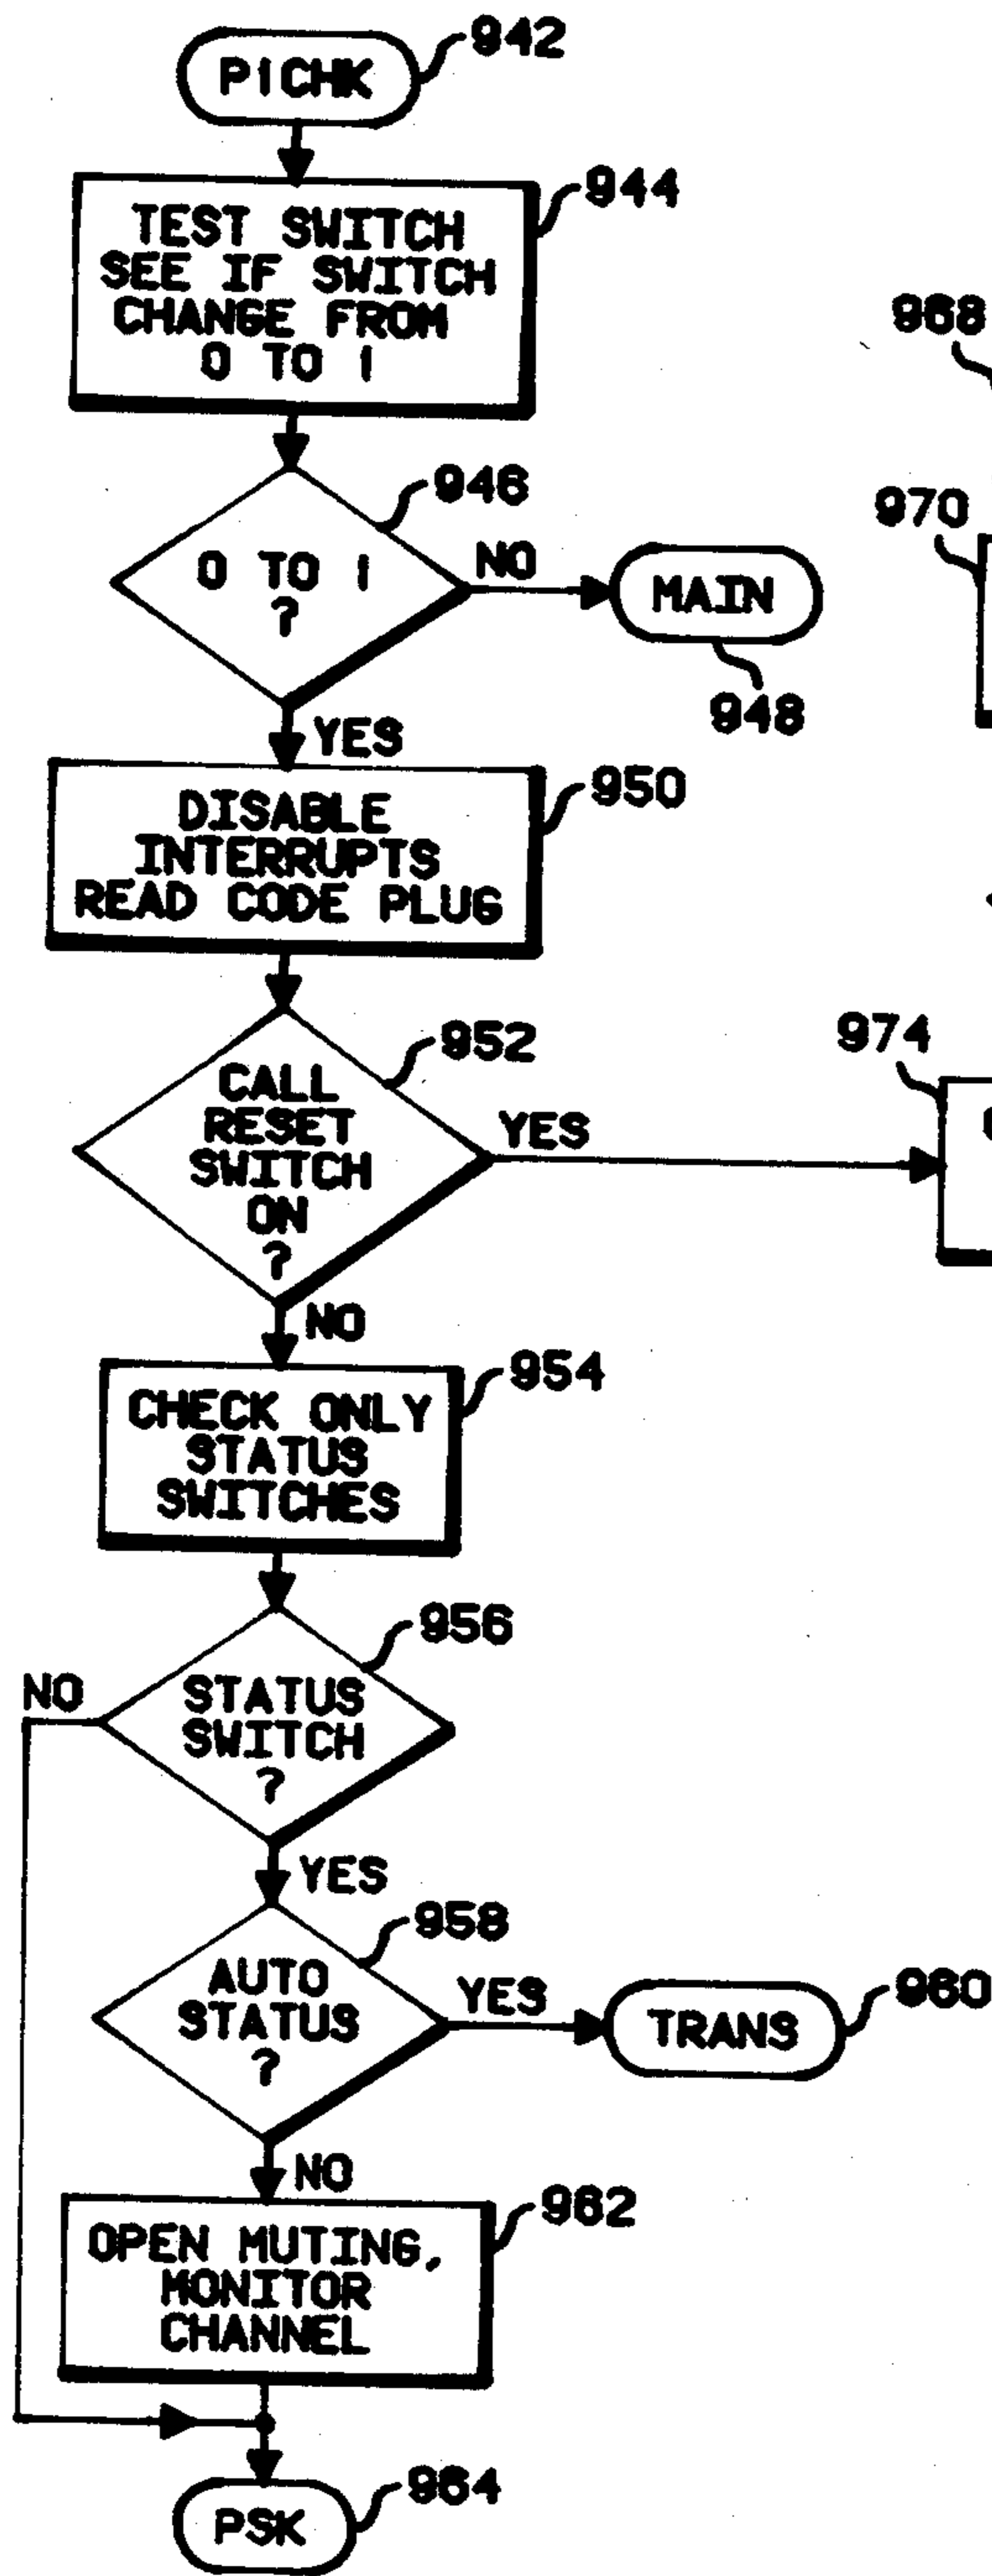 942
P1CHK
944
TEST SWITCH
SEE IF SWITCH
CHANGE FROM
0 TO 1
968
946
970
0 TO 1
?
NO
MAIN
948
YES
950
DISABLE
INTERRUPTS
READ CODE PLUG
952
974
CALL
RESET
SWITCH
ON
?
YES
NO
954
CHECK ONLY
STATUS
SWITCHES
956
NO
STATUS
SWITCH
?
YES
958
AUTO
STATUS
?
YES
TRANS
960
NO
962
OPEN MUTING,
MONITOR
CHANNEL
964
PSK